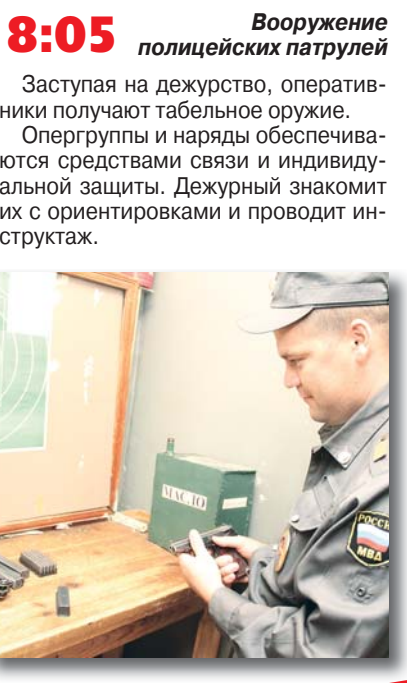 8:05
Вооружение
полицейских патрулей
Заступая на дежурство, оператив-
ники получают табельное оружие.
Опергруппы и наряды обеспечива-
ются средствами связи и индивиду-
альной защиты. Дежурный знакомит
их с ориентировками и проводит ин-
структаж.
МАСЛО
РОССИ
МВД